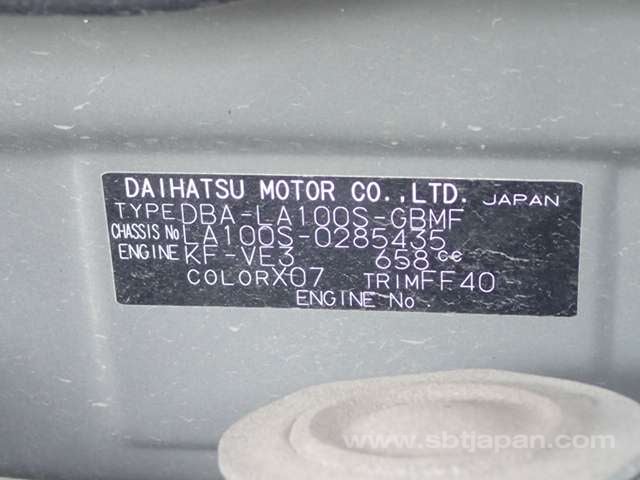 DAIHATSU MOTOR CO.,LTD. JAPAN
TYPE DBA-LA100S-GBMF
CHASSIS No LA100S-0285435
ENGINE KF-VE3 658 cc
COLOR X07 TRIM FF40
ENGINE No
www.sbtjapan.com